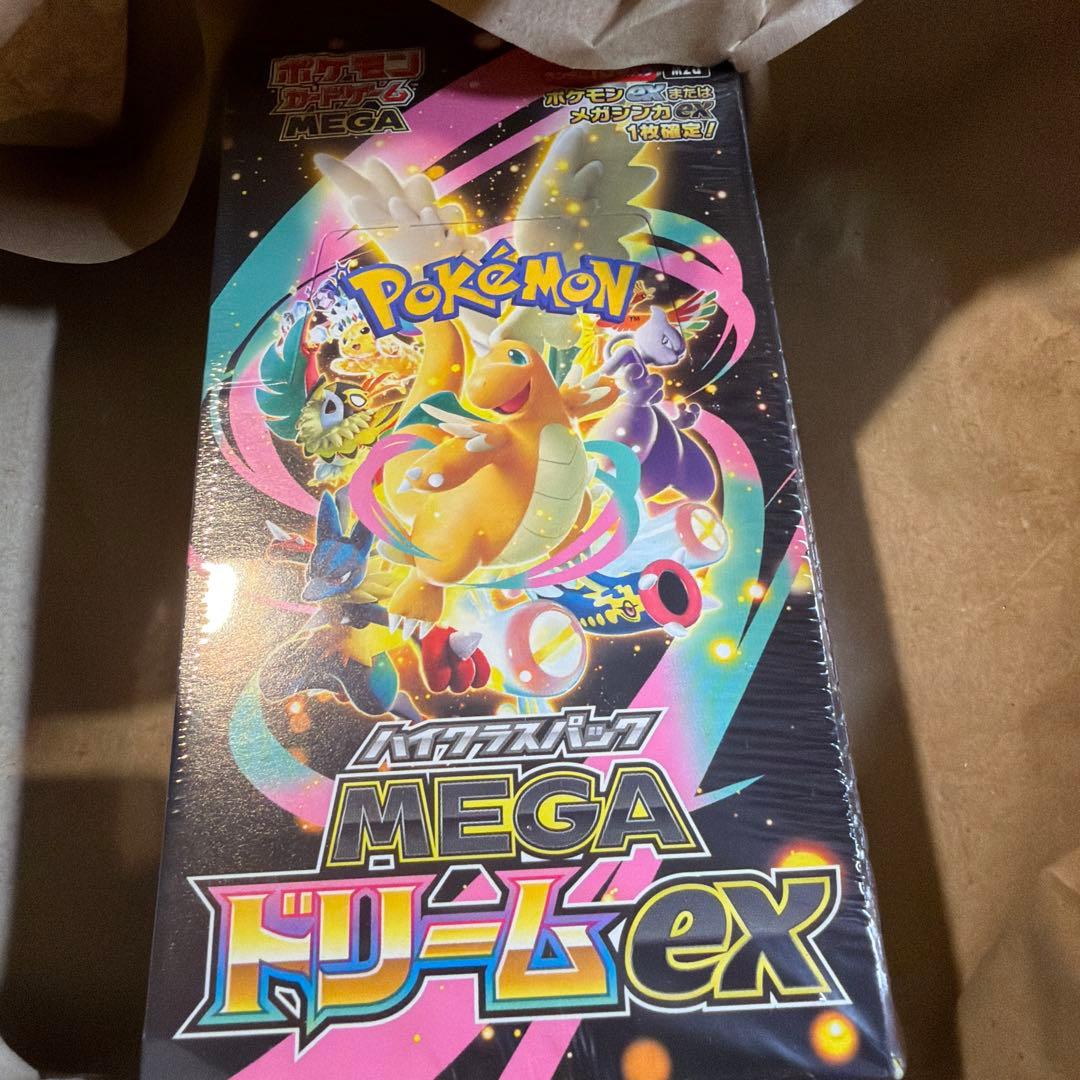 ポケモン
カードゲーム
MEGA
M2a
ポケモンexまたは
メガシンカex
1枚確定!
POKéMON
TM
ハイクラスパック
MEGA
ドリームex